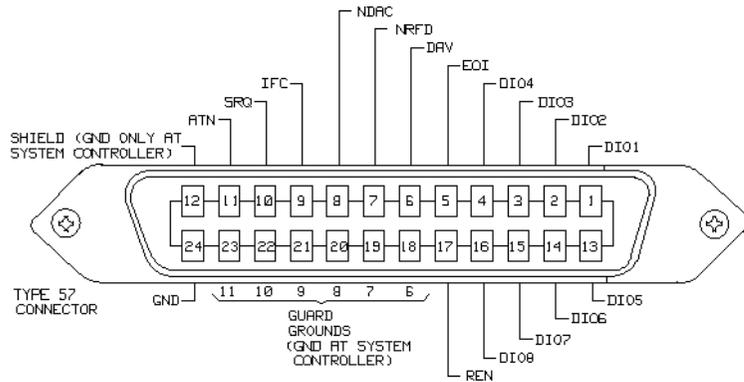 NDAC
NRFD
DAV
EOI
IFC
DIO4
SRQ
DIO3
ATN
DIO2
SHIELD (GND ONLY AT
SYSTEM CONTROLLER)
DIO1
12 11 10 9 8 7 6 5 4 3 2 1
24 23 22 21 20 19 18 17 16 15 14 13
TYPE 57
CONNECTOR
GND
11 10 9 8 7 6
DIO5
GUARD
GROUNDS
(GND AT SYSTEM
CONTROLLER)
DIO6
DIO7
DIO8
REN